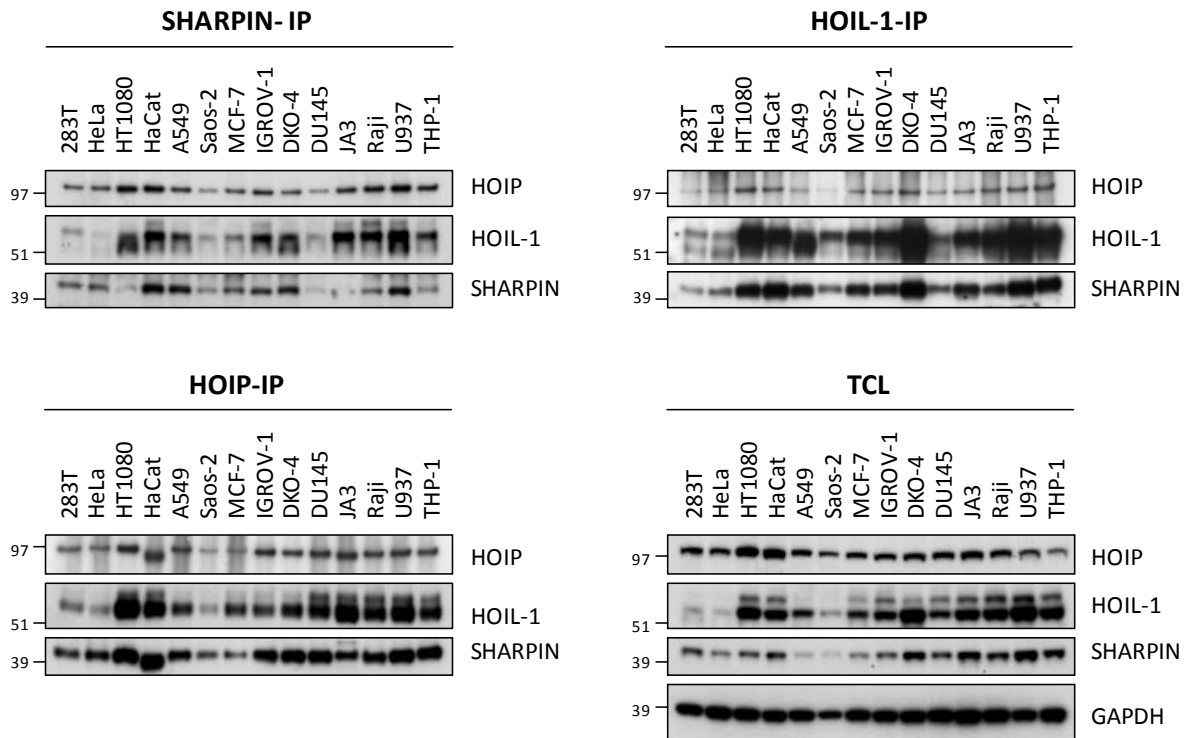 SHARPIN- IP
283T HeLa HT1080 HaCat A549 Saos-2 MCF-7 IGROV-1 DKO-4 DU145 JA3 Raji U937 THP-1
97 HOIP
51 HOIL-1
39 SHARPIN
HOIL-1-IP
283T HeLa HT1080 HaCat A549 Saos-2 MCF-7 IGROV-1 DKO-4 DU145 JA3 Raji U937 THP-1
97 HOIP
51 HOIL-1
39 SHARPIN
HOIP-IP
283T HeLa HT1080 HaCat A549 Saos-2 MCF-7 IGROV-1 DKO-4 DU145 JA3 Raji U937 THP-1
97 HOIP
51 HOIL-1
39 SHARPIN
TCL
283T HeLa HT1080 HaCat A549 Saos-2 MCF-7 IGROV-1 DKO-4 DU145 JA3 Raji U937 THP-1
97 HOIP
51 HOIL-1
39 SHARPIN
39 GAPDH